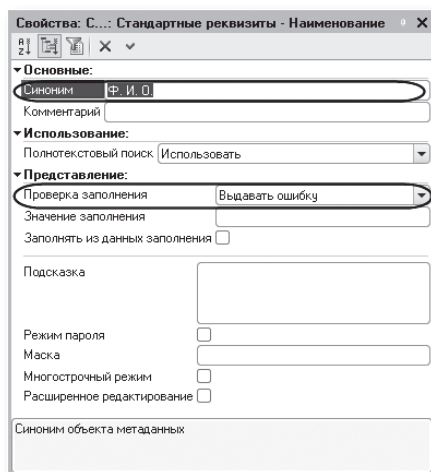 Свойства: С...: Стандартные реквизиты - Наименование
Основные:
Синоним Ф. И. О.
Комментарий
Использование:
Полнотекстовый поиск Использовать
Представление:
Проверка заполнения Выдавать ошибку
Значение заполнения
Заполнять из данных заполнения
Подсказка
Режим пароля
Маска
Многострочный режим
Расширенное редактирование
Синоним объекта метаданных